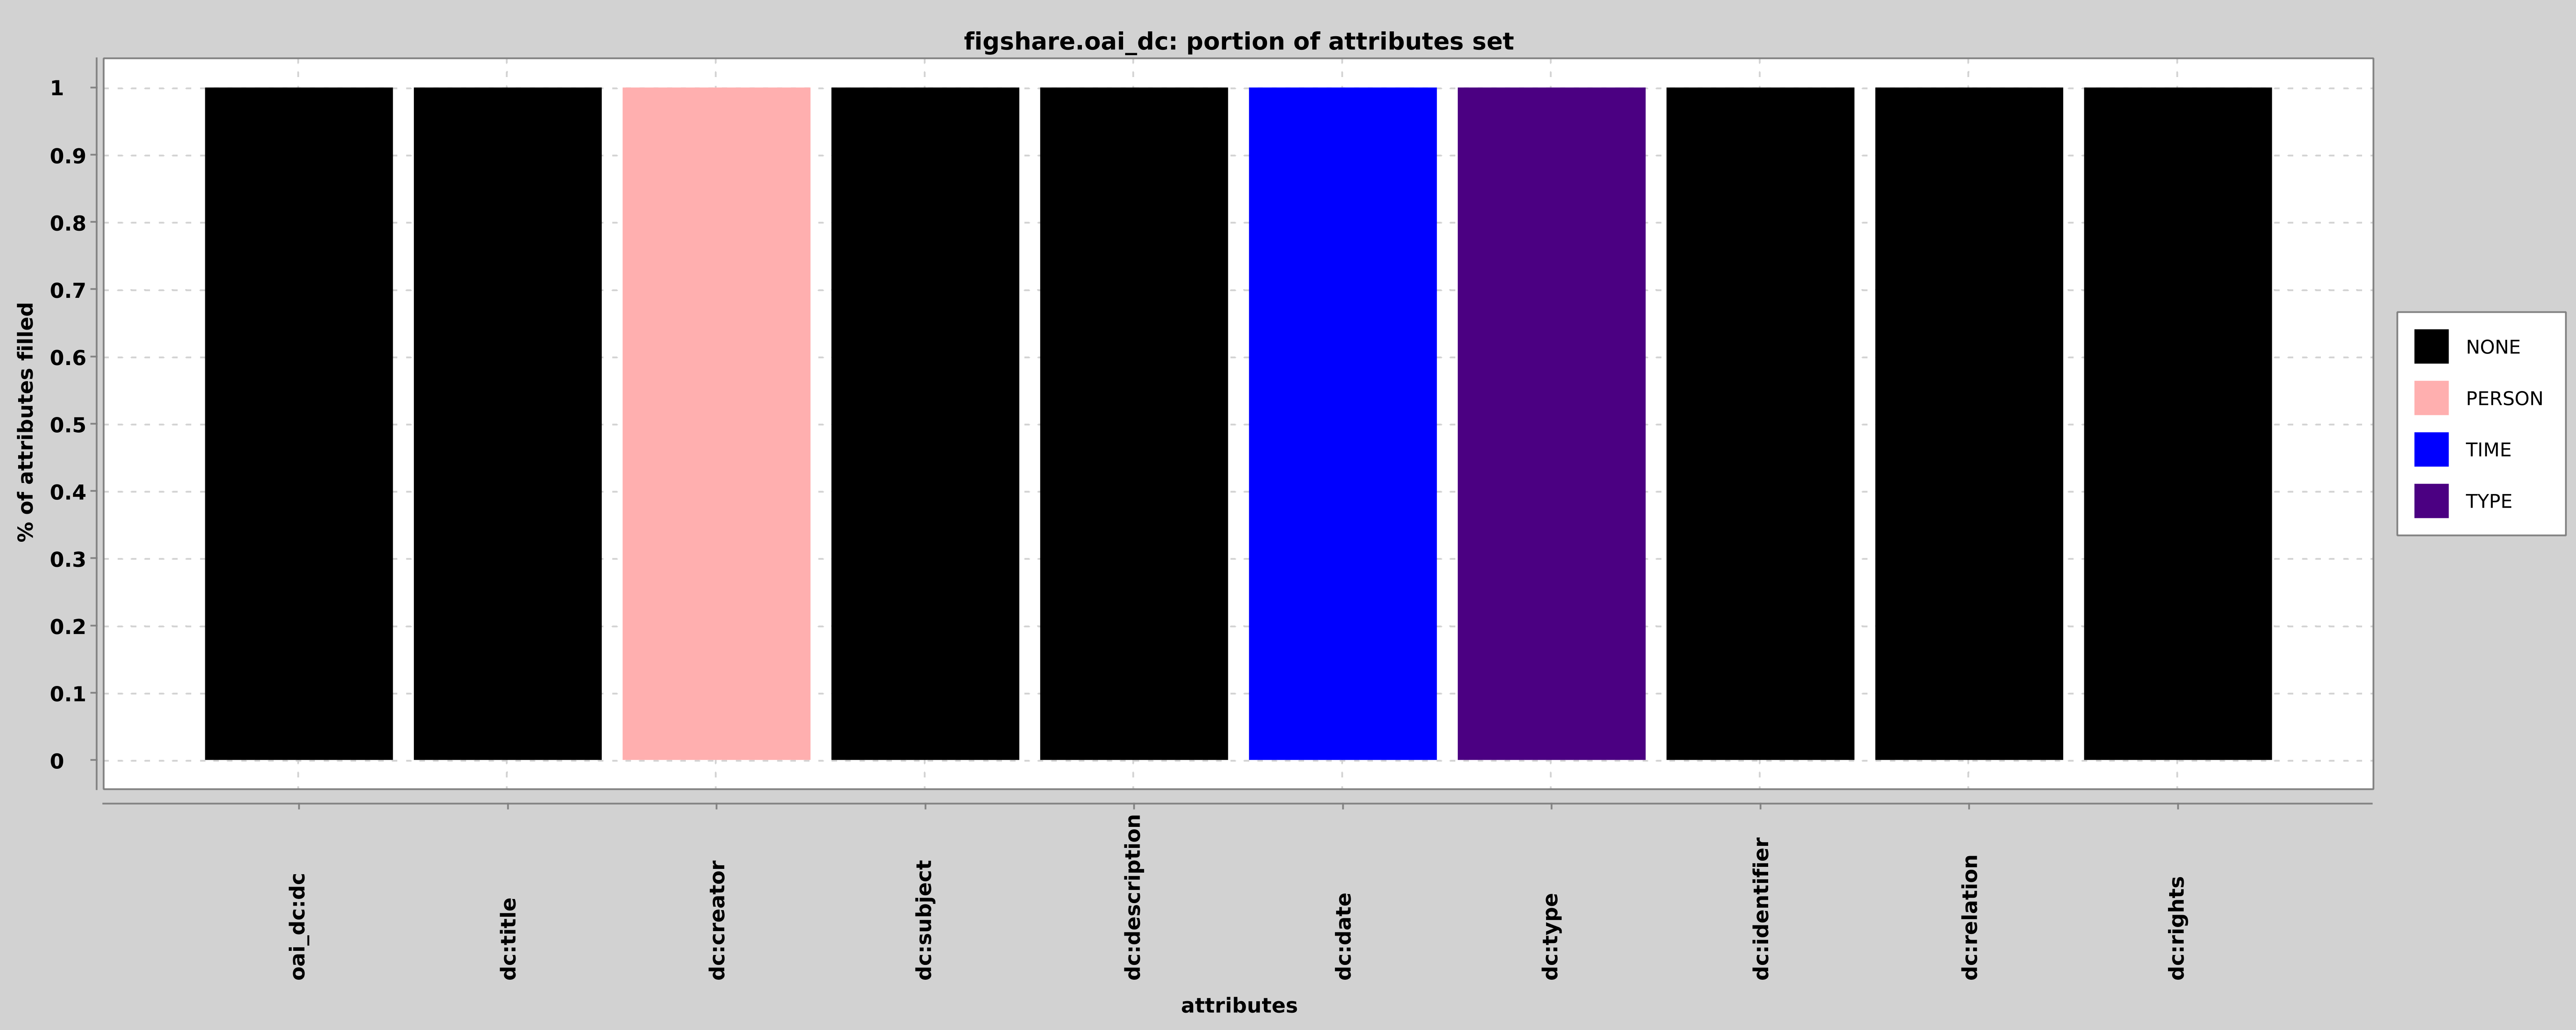 figshare.oai_dc: portion of attributes set
% of attributes filled
1
0.9
0.8
0.7
0.6
0.5
0.4
0.3
0.2
0.1
0
oai_dc:dc
dc:title
dc:creator
dc:subject
dc:description
dc:date
dc:type
dc:identifier
dc:relation
dc:rights
attributes
NONE
PERSON
TIME
TYPE